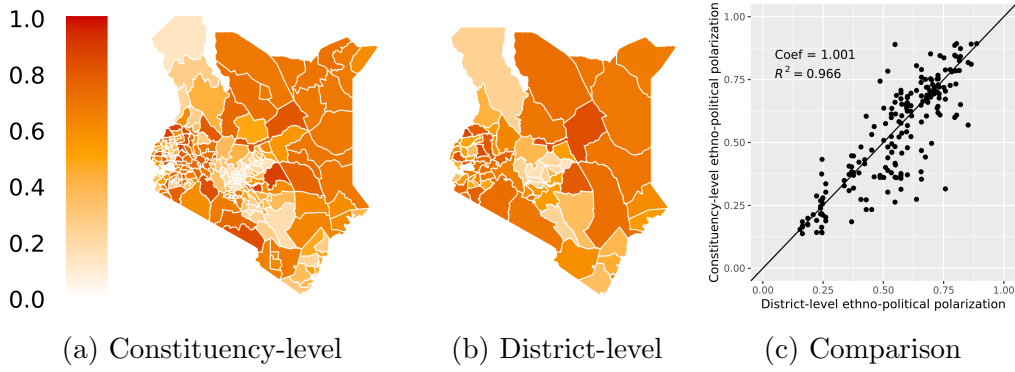 1.0
0.8
0.6
0.4
0.2
0.0
(a) Constituency-level
(b) District-level
Constituency-level ethno-political polarization
1.00
0.75
0.50
0.25
0.00
Coef = 1.001
R² = 0.966
0.00 0.25 0.50 0.75 1.00
District-level ethno-political polarization
(c) Comparison